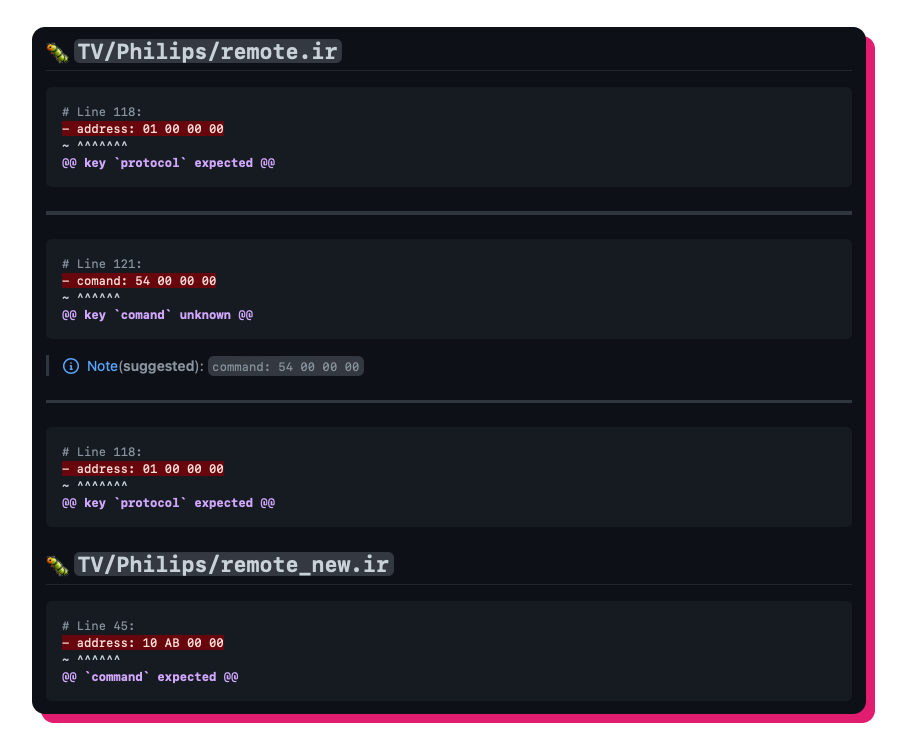 TV/Philips/remote.ir
# Line 118:
- address: 01 00 00 00
~ ^^^^^^^
@@ key `protocol` expected @@
# Line 121:
- comand: 54 00 00 00
~ ^^^^^^
@@ key `comand` unknown @@
Note(suggested): command: 54 00 00 00
# Line 118:
- address: 01 00 00 00
~ ^^^^^^^
@@ key `protocol` expected @@
TV/Philips/remote_new.ir
# Line 45:
- address: 10 AB 00 00
~ ^^^^^^
@@ `command` expected @@